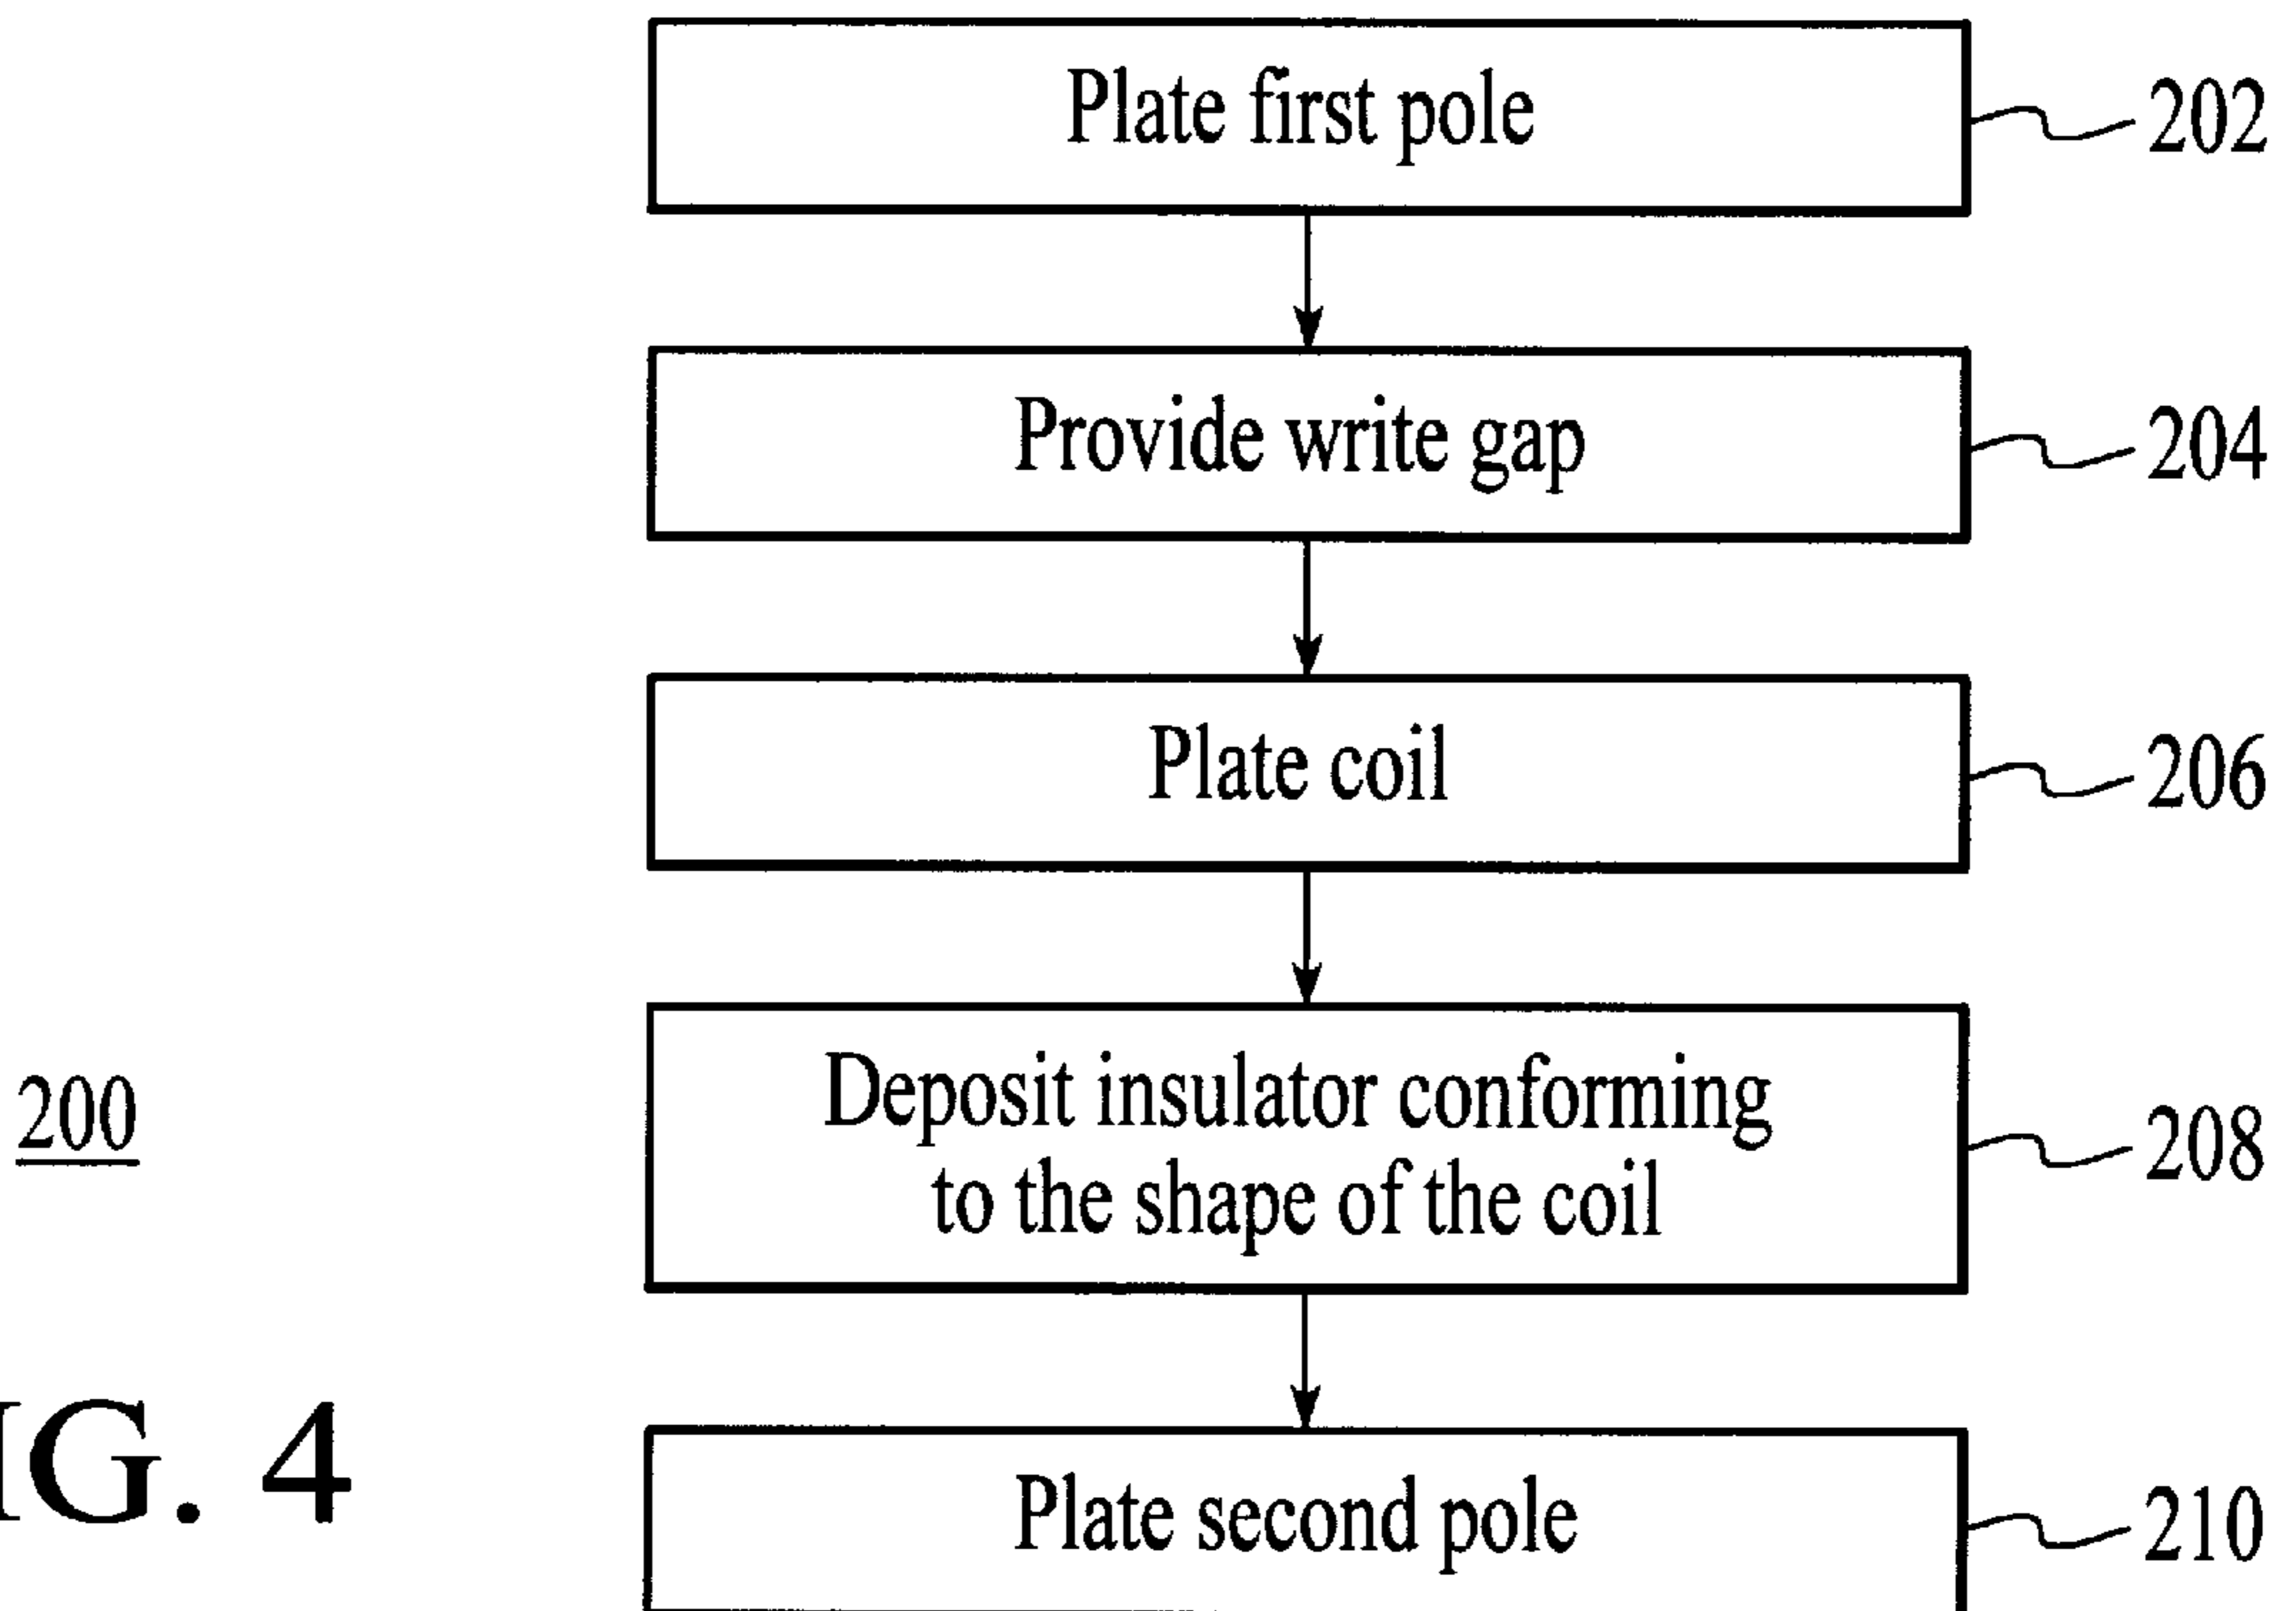 Plate first pole
202
Provide write gap
204
Plate coil
206
Deposit insulator conforming
to the shape of the coil
208
200
Plate second pole
210
IG. 4